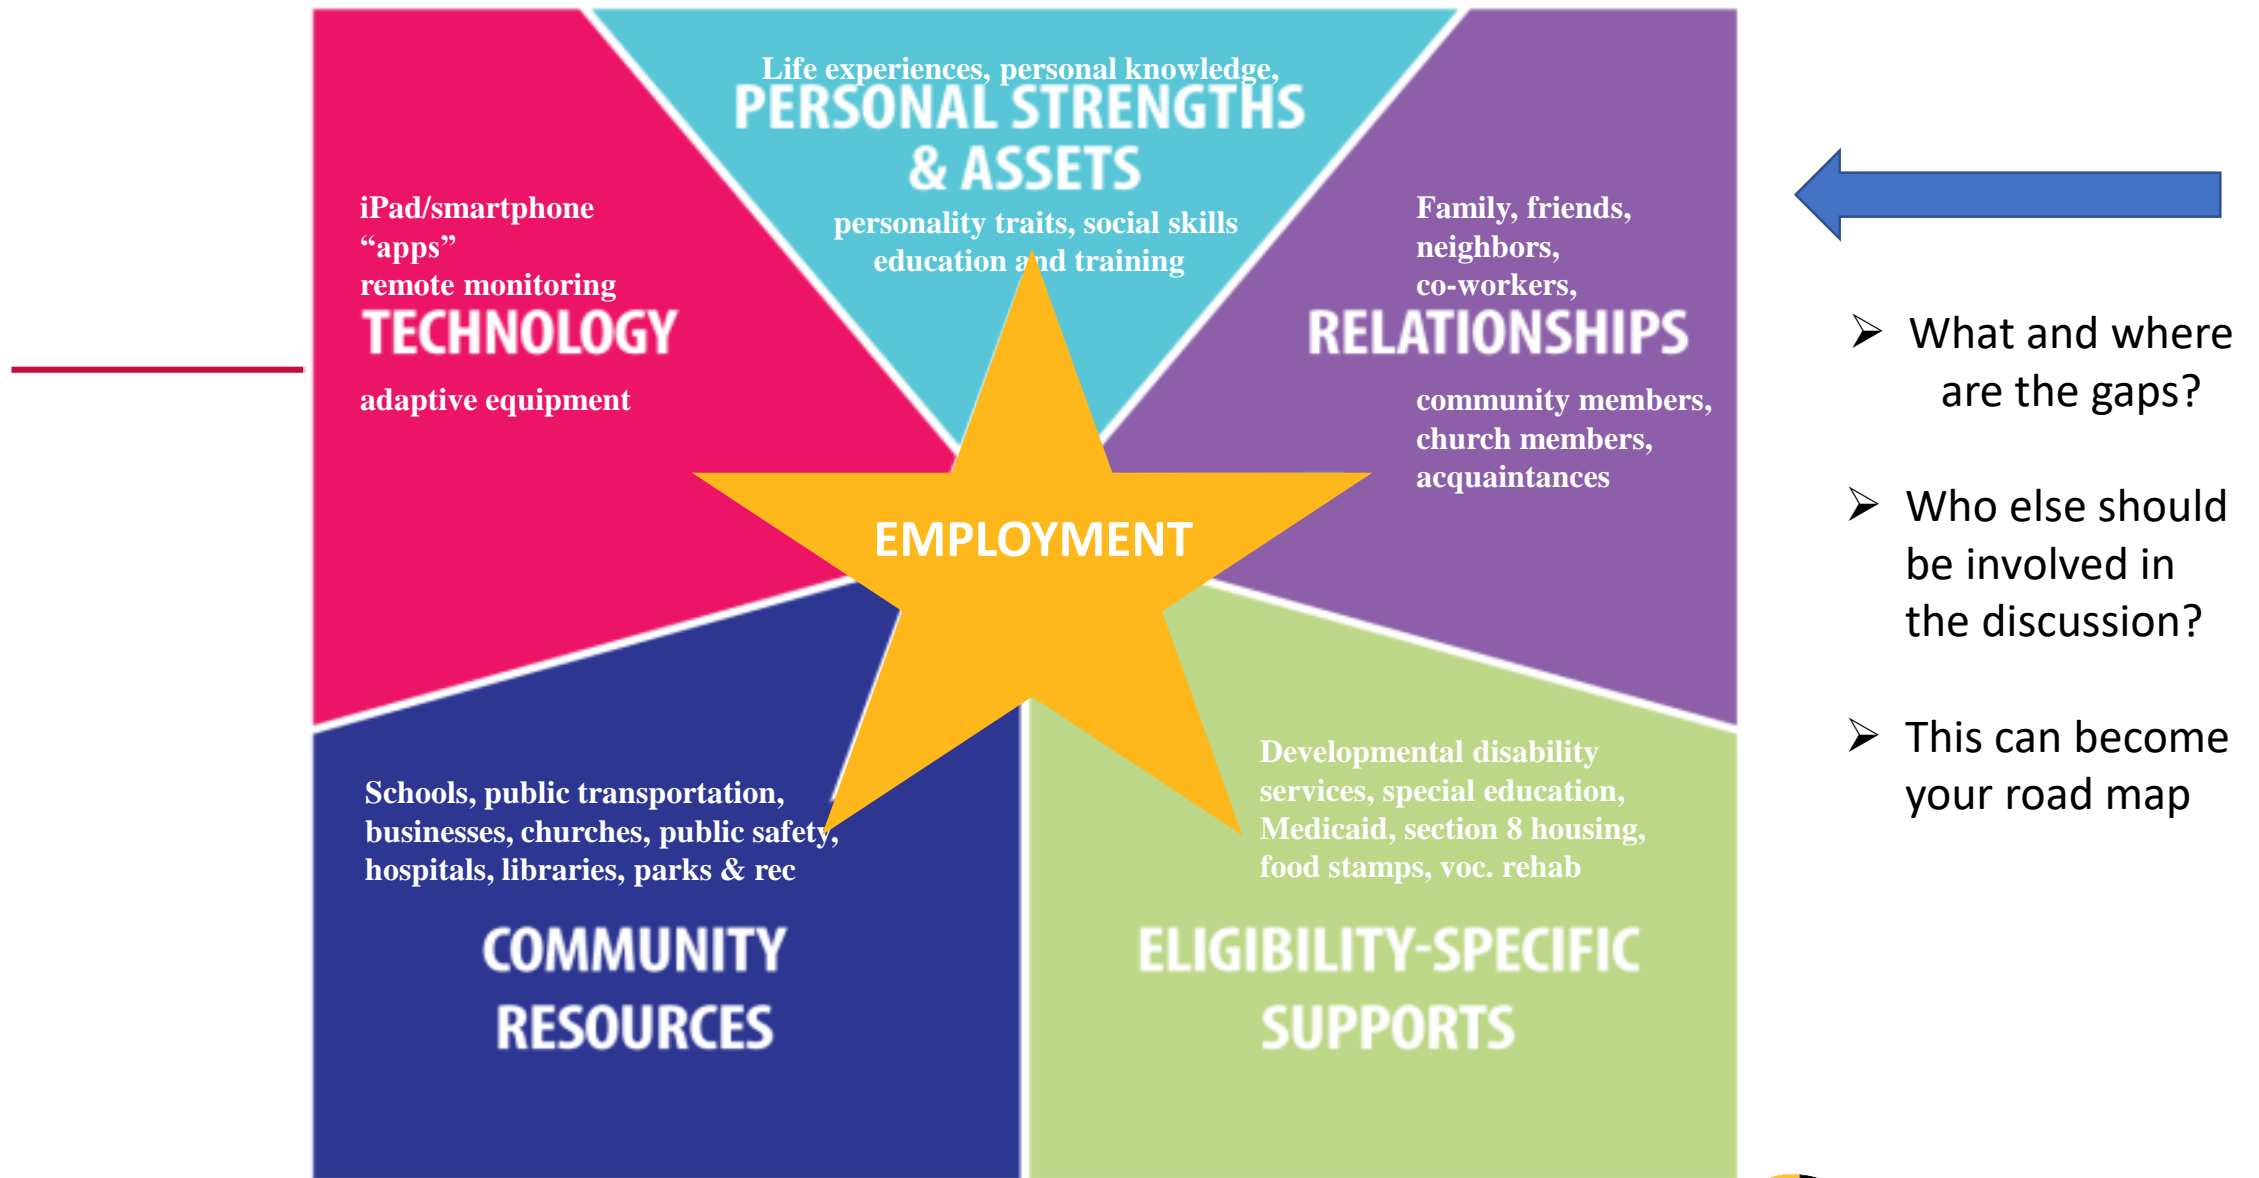 Life experiences, personal knowledge,
PERSONAL STRENGTHS
& ASSETS
personality traits, social skills
education and training
iPad/smartphone
“apps”
remote monitoring
TECHNOLOGY
adaptive equipment
Family, friends,
neighbors,
co-workers,
RELATIONSHIPS
community members,
church members,
acquaintances
EMPLOYMENT
Schools, public transportation,
businesses, churches, public safety,
hospitals, libraries, parks & rec
COMMUNITY
RESOURCES
Developmental disability
services, special education,
Medicaid, section 8 housing,
food stamps, voc. rehab
ELIGIBILITY-SPECIFIC
SUPPORTS
➢ What and where
are the gaps?
➢ Who else should
be involved in
the discussion?
➢ This can become
your road map